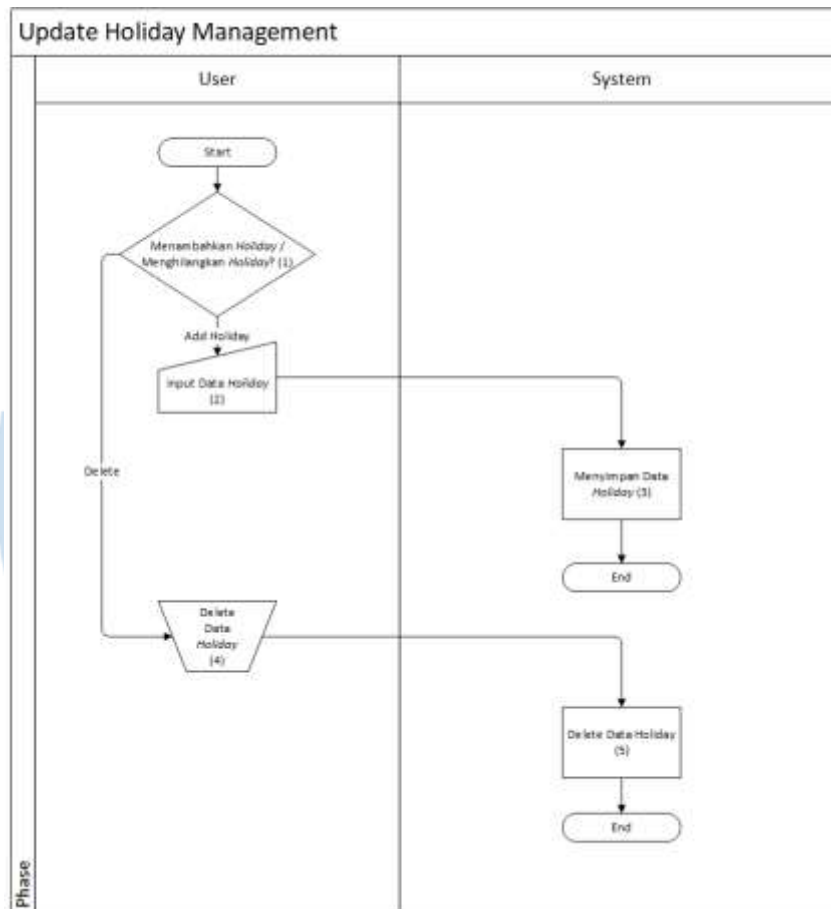 Update Holiday Management
User
System
Start
Menambahkan Holiday /
Menghilangkan Holiday? (1)
Add Holiday
Input Data Holiday
(2)
Menyimpan Data
Holiday (3)
End
Delete
Delete
Data
Holiday
(4)
Delete Data Holiday
(5)
End
Phase